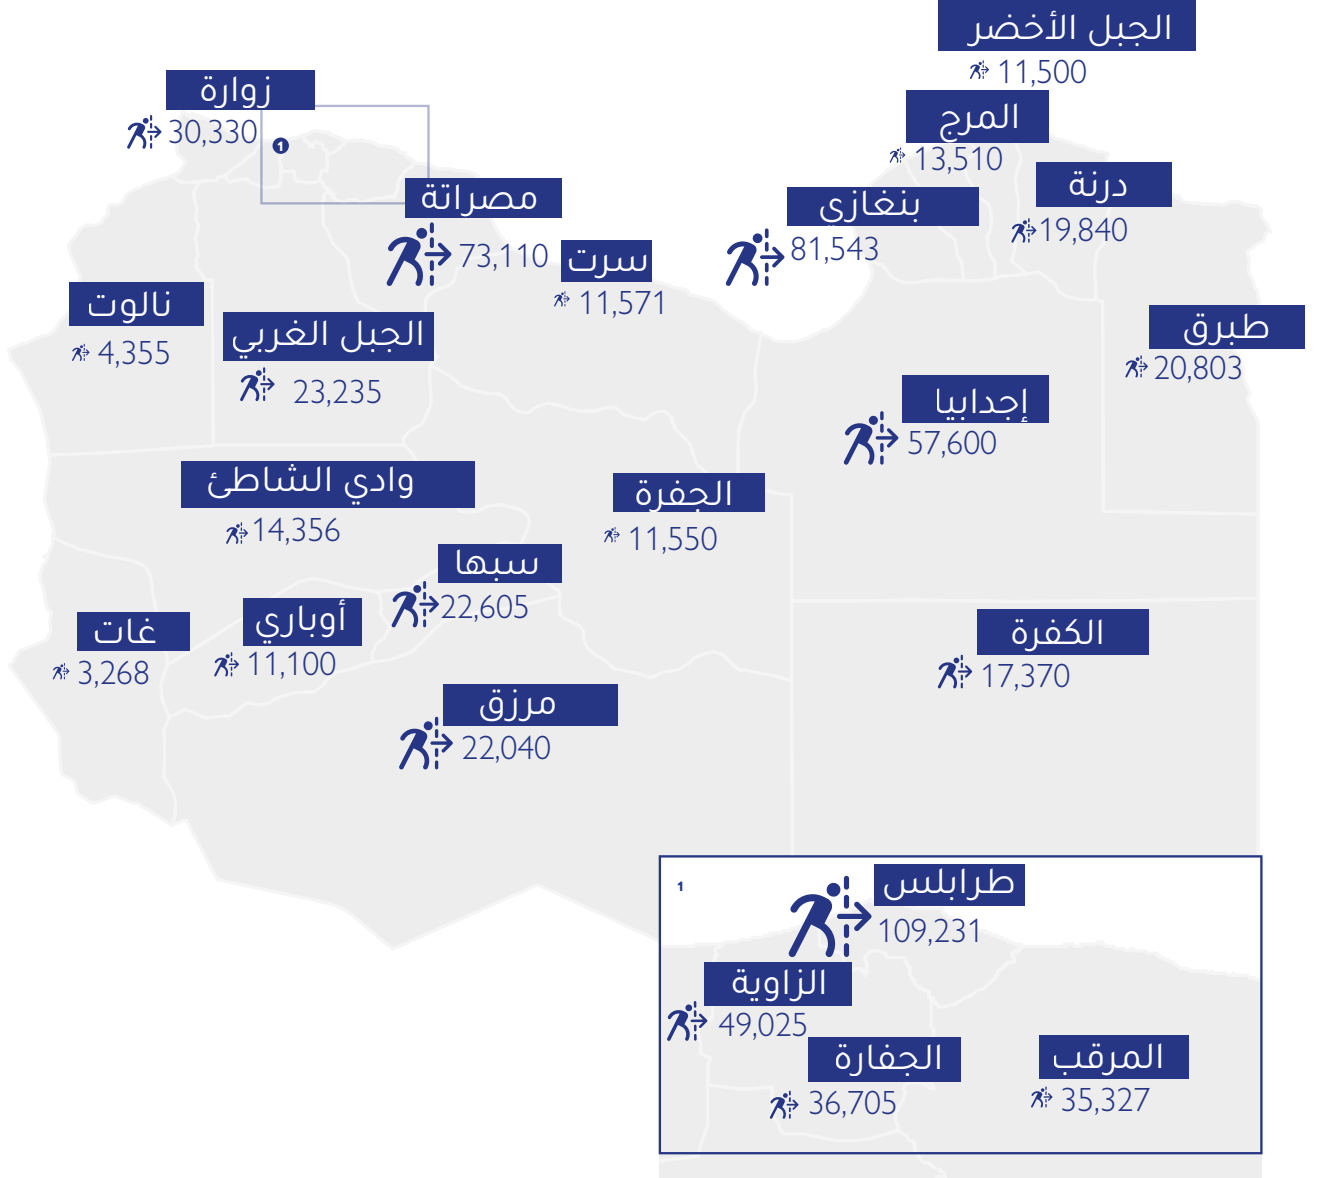 الجبل الأخضر
11,500
زوارة
30,330
1
المرج
13,510
درنة
19,840
مصراتة
73,110
بنغازي
81,543
سرت
11,571
نالوت
4,355
الجبل الغربي
23,235
طبرق
20,803
إجدابيا
57,600
وادي الشاطئ
14,356
الجفرة
11,550
سبها
22,605
أوباري
11,100
غات
3,268
الكفرة
17,370
مرزق
22,040
1
طرابلس
109,231
الزاوية
49,025
الجفارة
36,705
المرقب
35,327